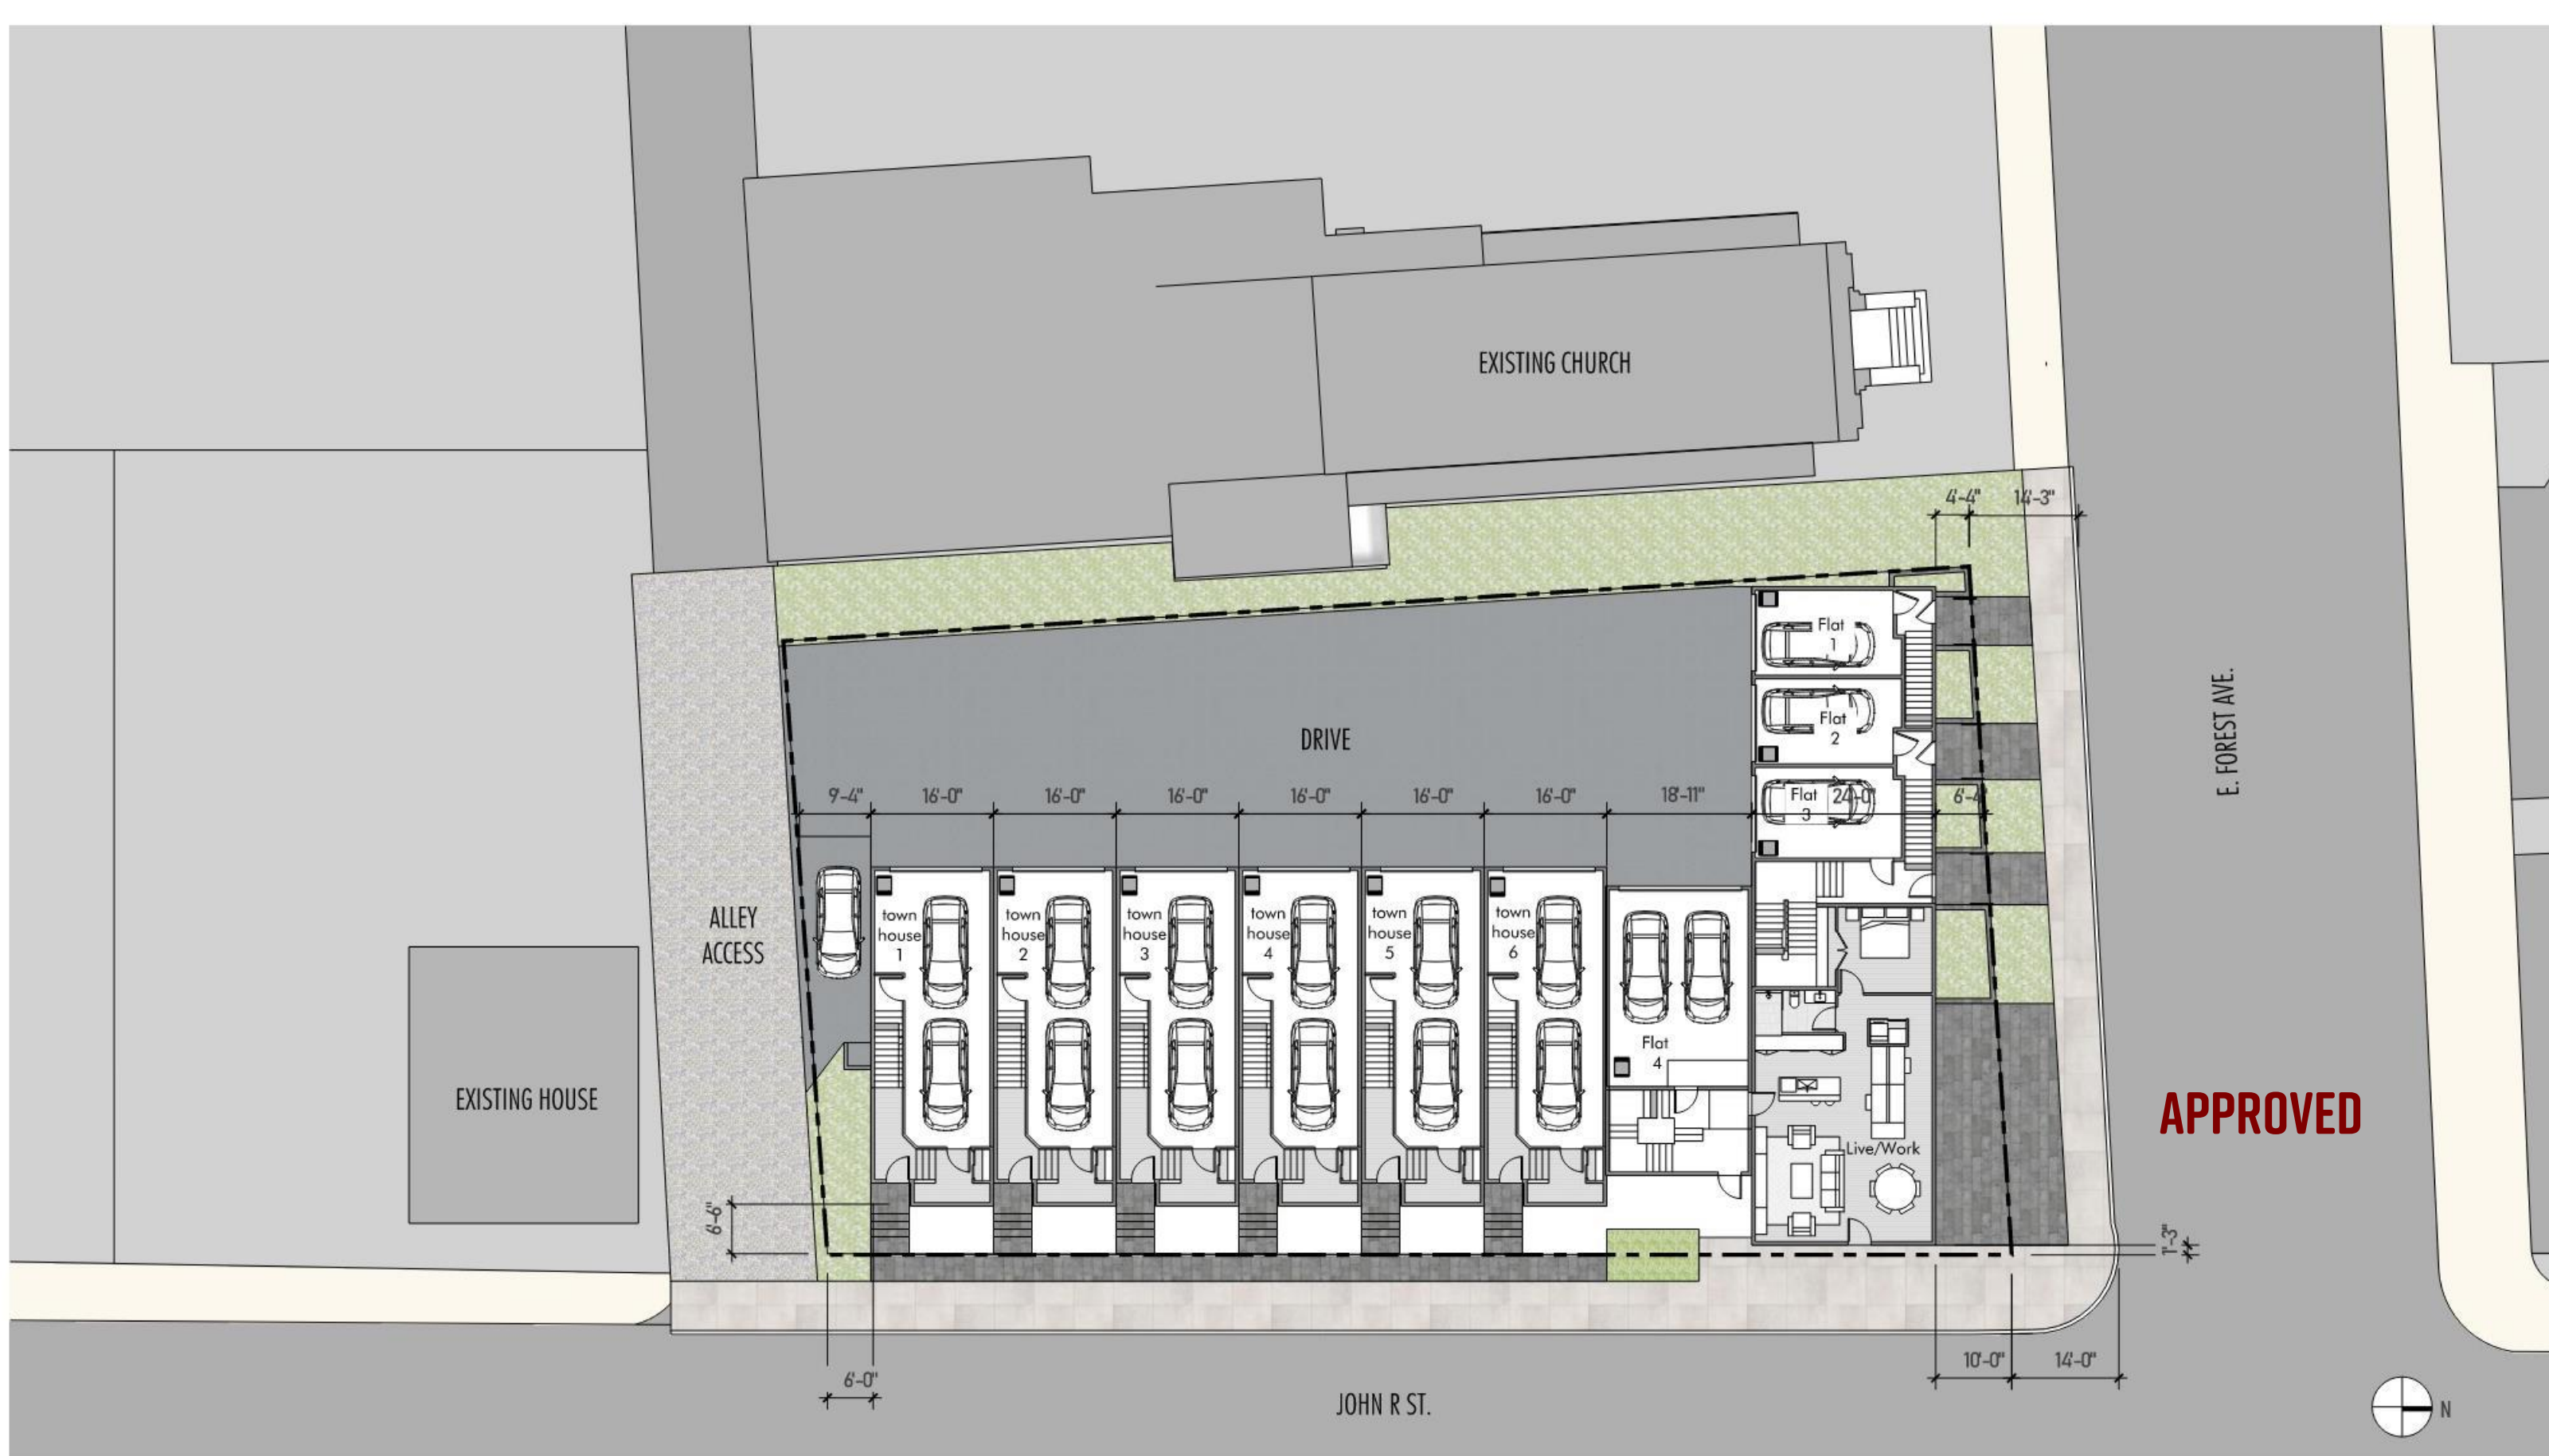 EXISTING CHURCH
4'-4"
14'-3"
Flat
1
Flat
2
E. FOREST AVE.
DRIVE
9'-4"
16'-0"
16'-0"
16'-0"
16'-0"
16'-0"
16'-0"
18'-11"
Flat
3
24'-0"
6'-4
ALLEY
ACCESS
town
house
1
town
house
2
town
house
3
town
house
4
town
house
5
town
house
6
Flat
4
EXISTING HOUSE
APPROVED
Live/Work
6'-6"
1'-3"
6'-0"
10'-0"
14'-0"
JOHN R ST.
N